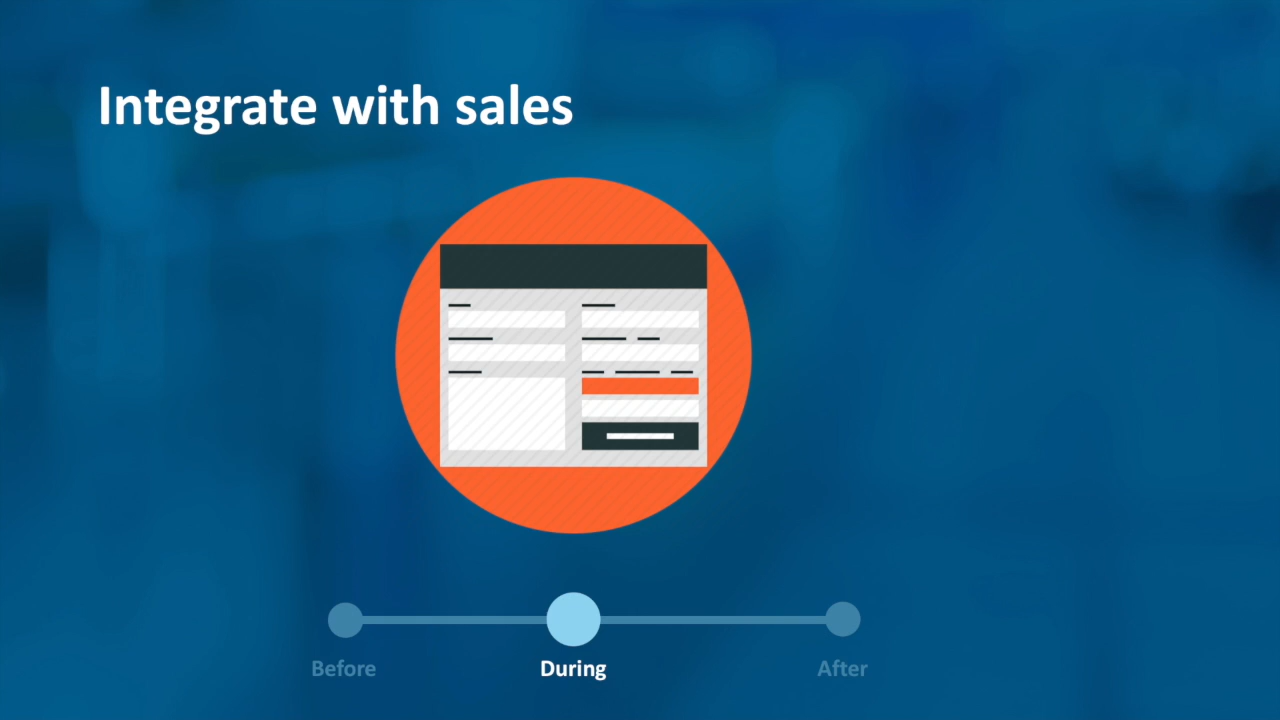 Integrate with sales
Before
During
After